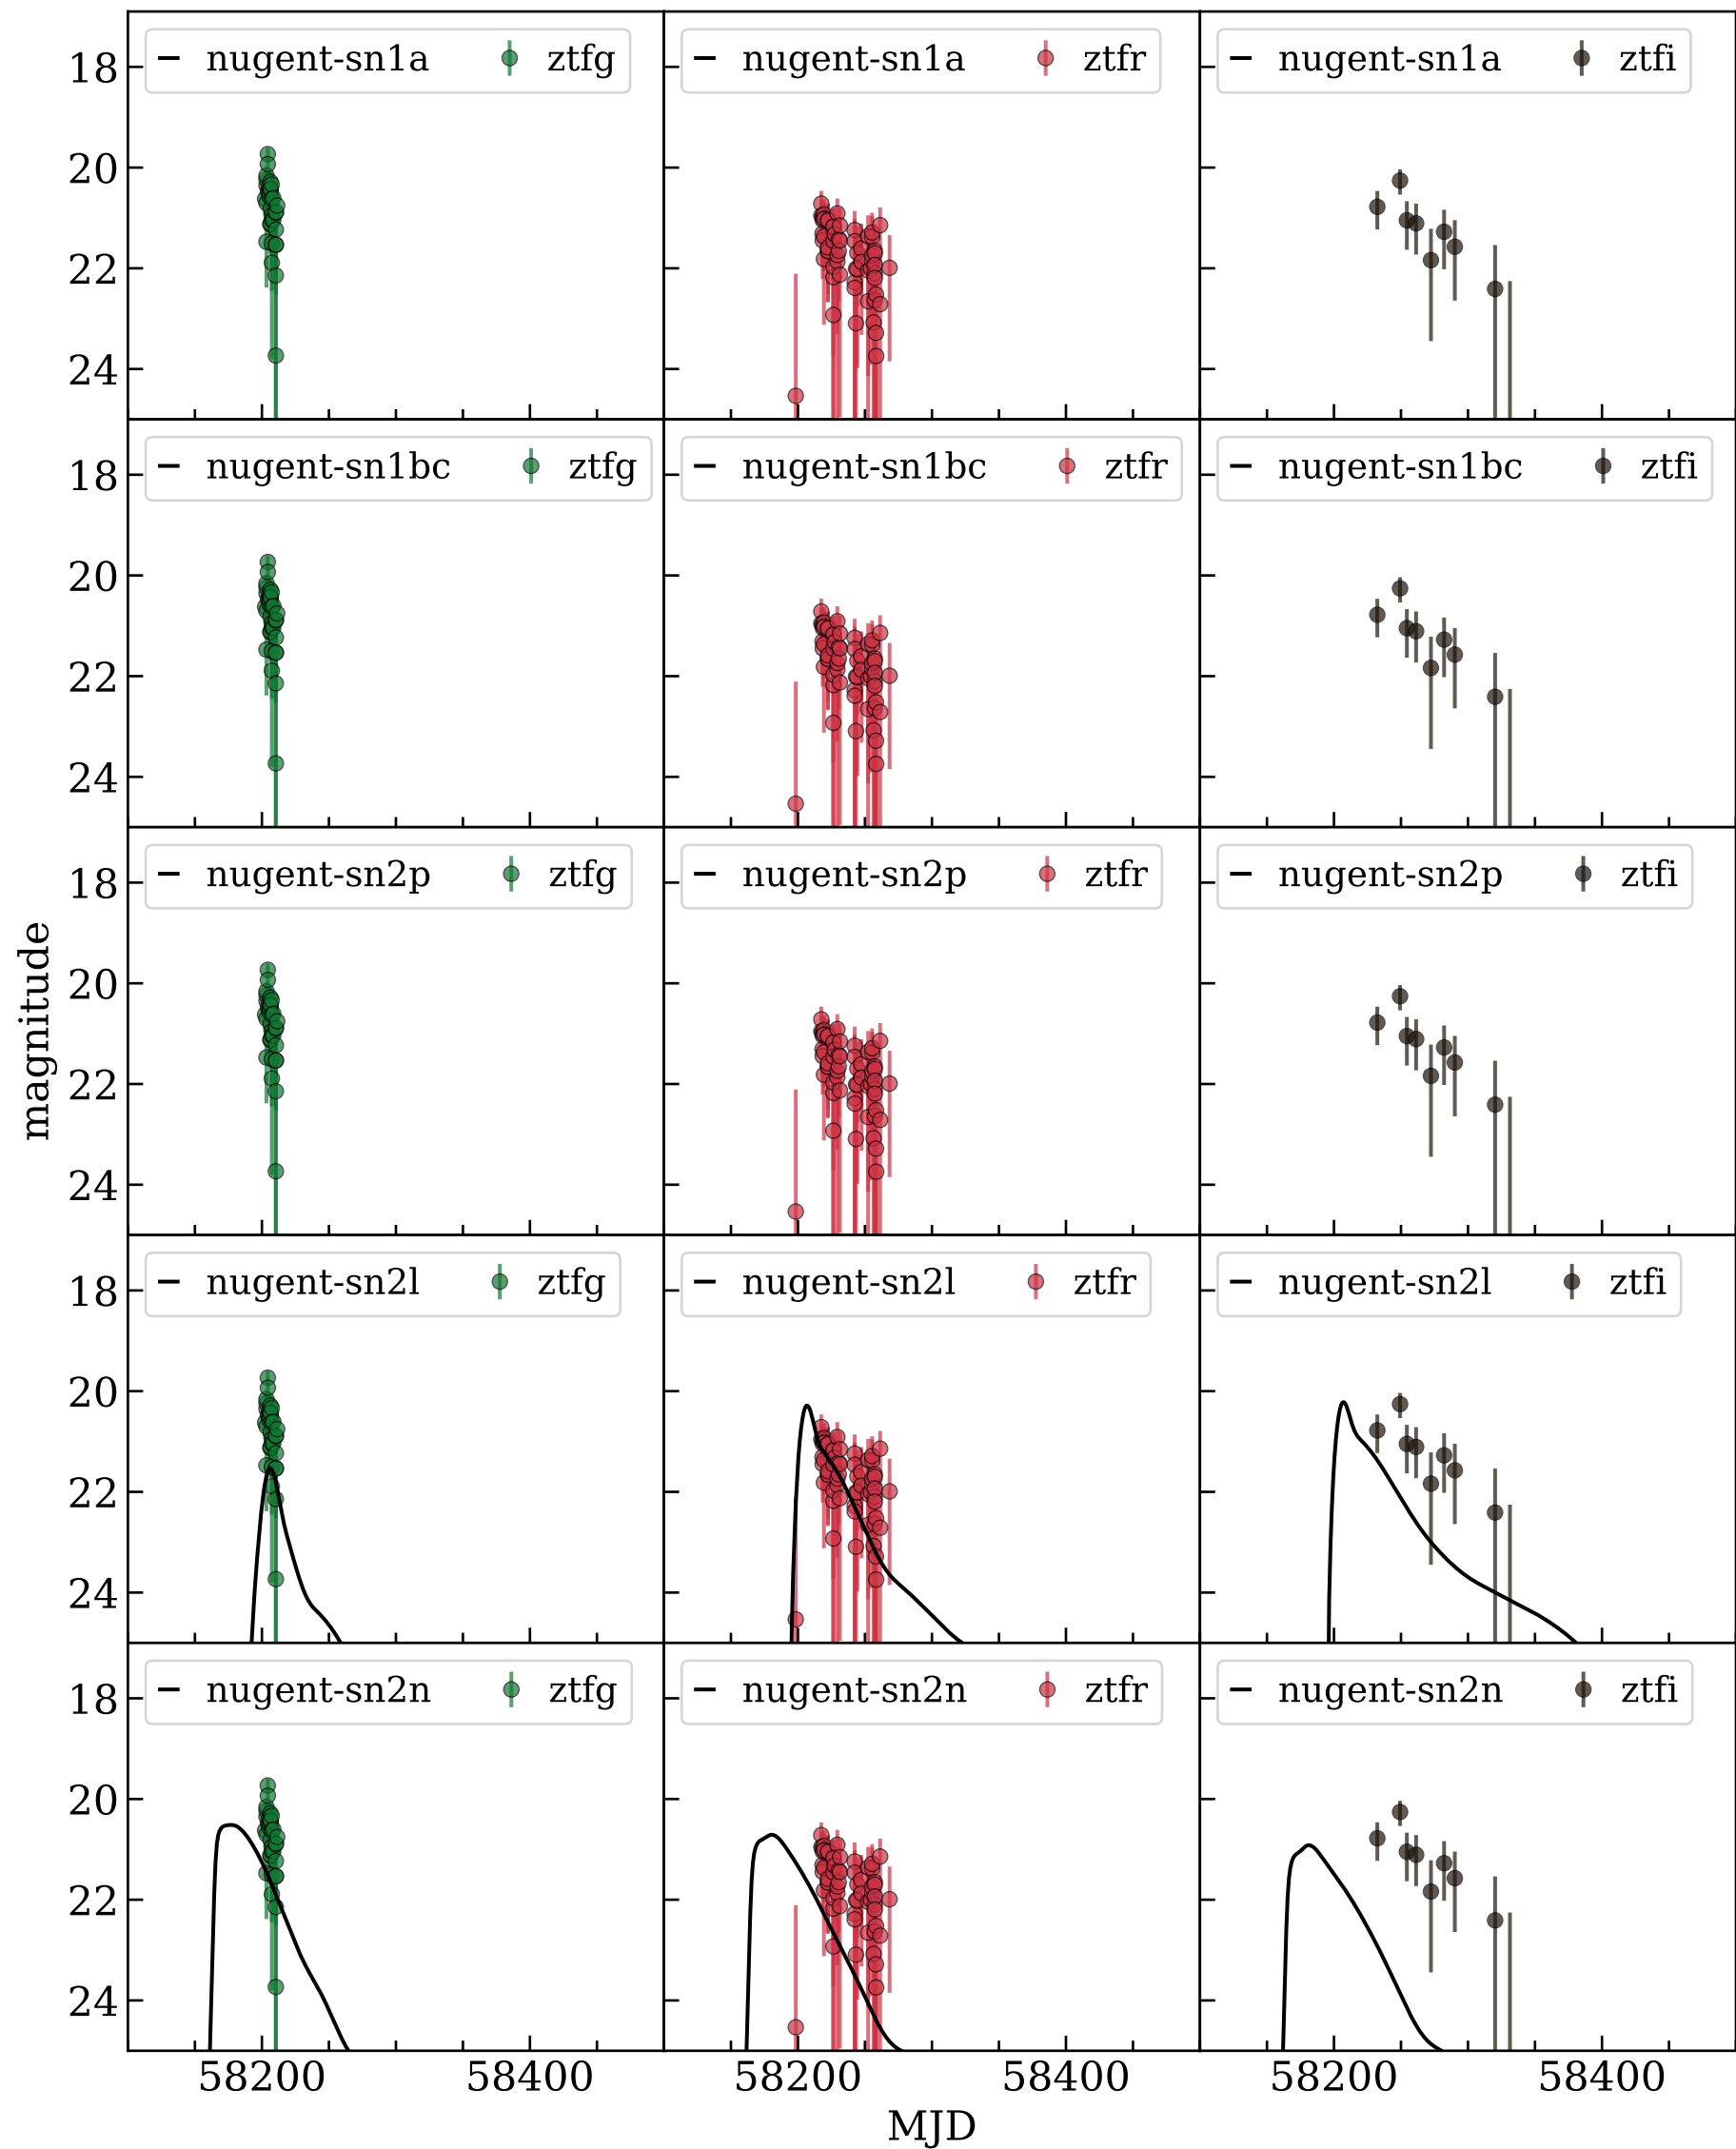 nugent-sn1a ztfg nugent-sn1a ztfr nugent-sn1a ztfi
18
20
22
24
nugent-sn1bc ztfg nugent-sn1bc ztfr nugent-sn1bc ztfi
18
20
22
24
nugent-sn2p ztfg nugent-sn2p ztfr nugent-sn2p ztfi
18
20
22
24
magnitude
nugent-sn2l ztfg nugent-sn2l ztfr nugent-sn2l ztfi
18
20
22
24
nugent-sn2n ztfg nugent-sn2n ztfr nugent-sn2n ztfi
18
20
22
24
58200 58400 58200 58400 58200 58400
MJD